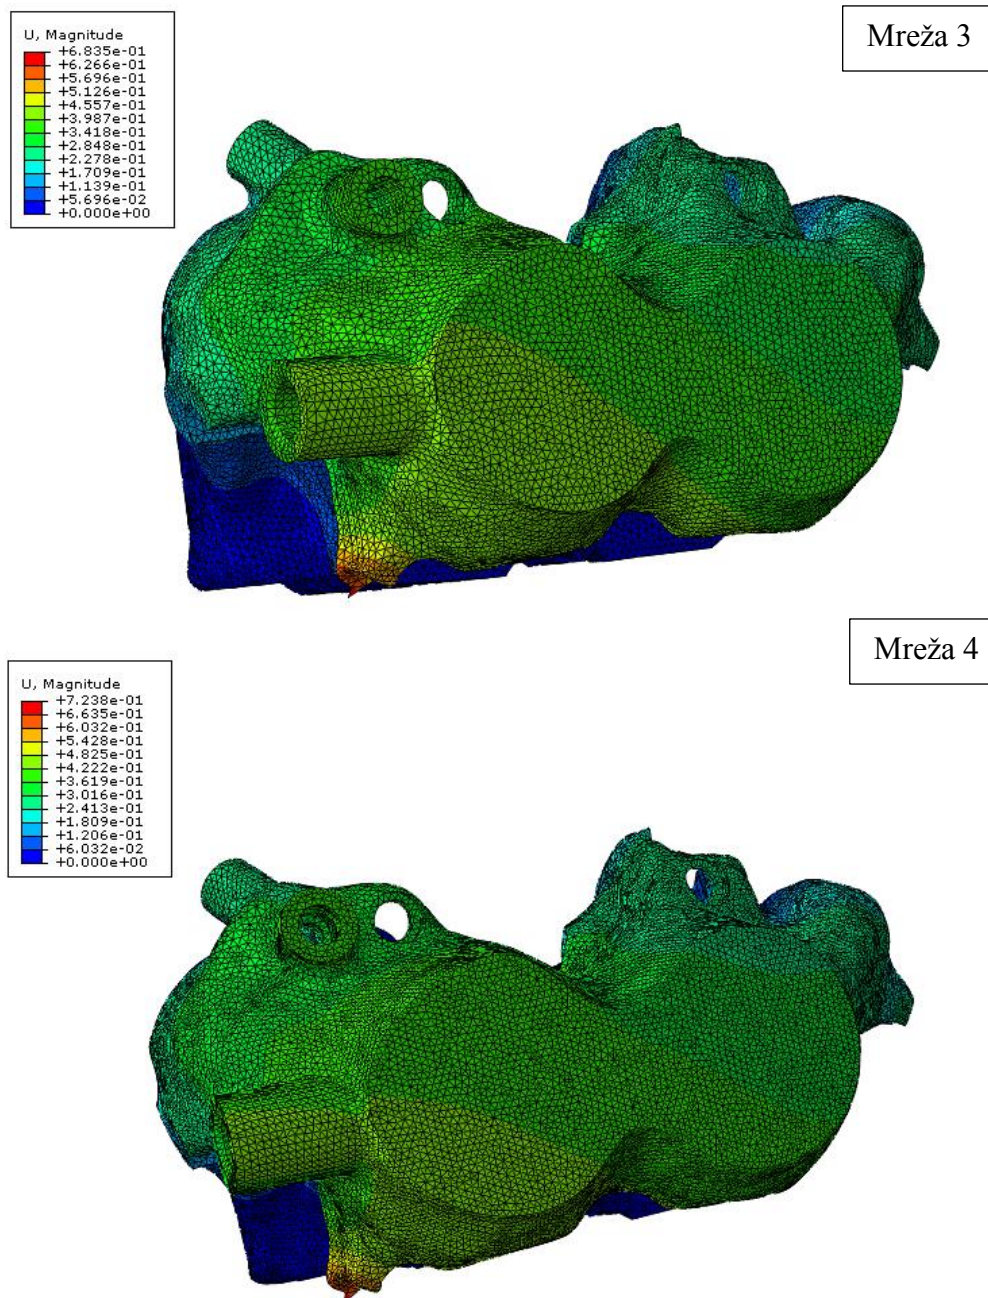 Mreža 3
U, Magnitude
+6.835e-01
+6.266e-01
+5.696e-01
+5.126e-01
+4.557e-01
+3.987e-01
+3.418e-01
+2.848e-01
+2.278e-01
+1.709e-01
+1.139e-01
+5.696e-02
+0.000e+00
Mreža 4
U, Magnitude
+7.238e-01
+6.635e-01
+6.032e-01
+5.428e-01
+4.825e-01
+4.222e-01
+3.619e-01
+3.016e-01
+2.413e-01
+1.809e-01
+1.206e-01
+6.032e-02
+0.000e+00